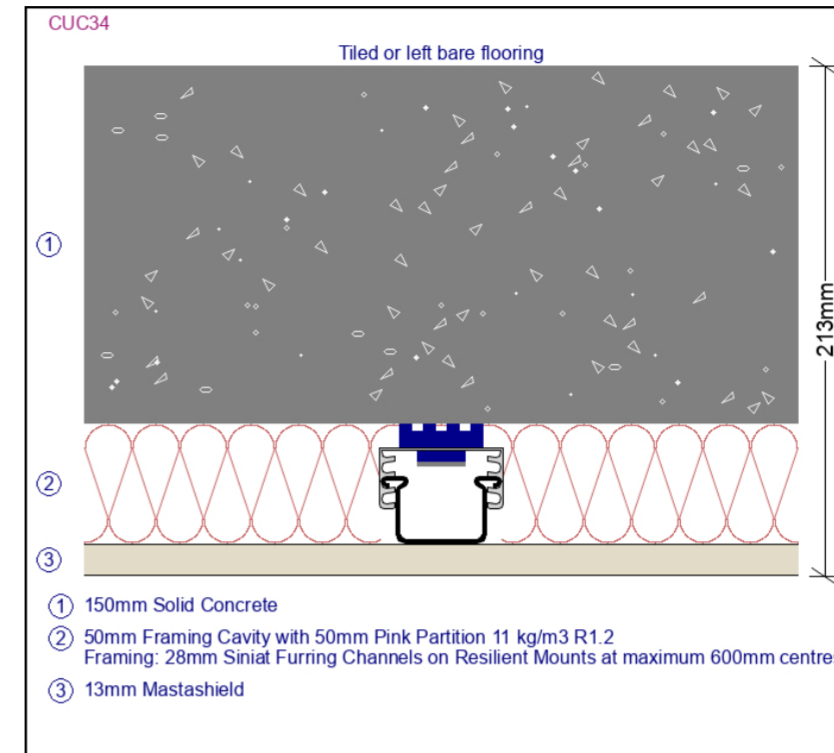 CUC34
Tiled or left bare flooring
1
213mm
2
3
1 150mm Solid Concrete
2 50mm Framing Cavity with 50mm Pink Partition 11 kg/m3 R1.2
Framing: 28mm Siniat Furring Channels on Resilient Mounts at maximum 600mm centres
3 13mm Mastashield